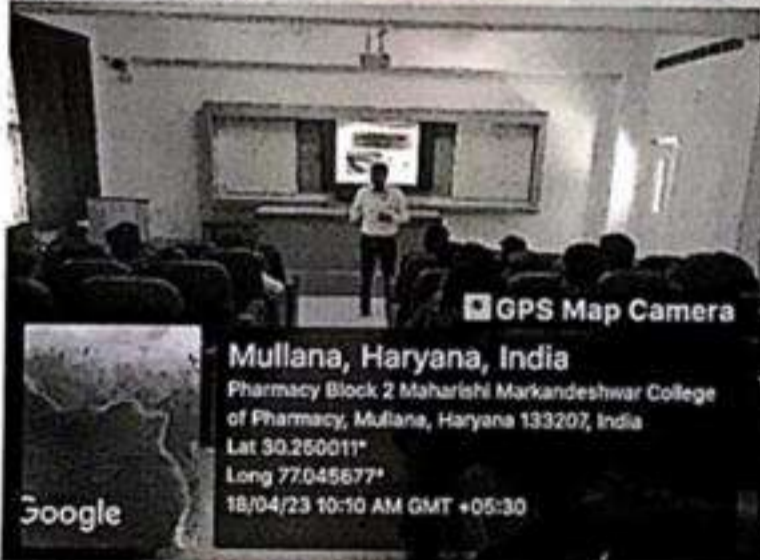 GPS Map Camera
Mullana, Haryana, India
Pharmacy Block 2 Maharishi Markandeshwar College
of Pharmacy, Mullana, Haryana 133207, India
Lat 30.250011°
Long 77.045677°
18/04/23 10:10 AM GMT +05:30
Google